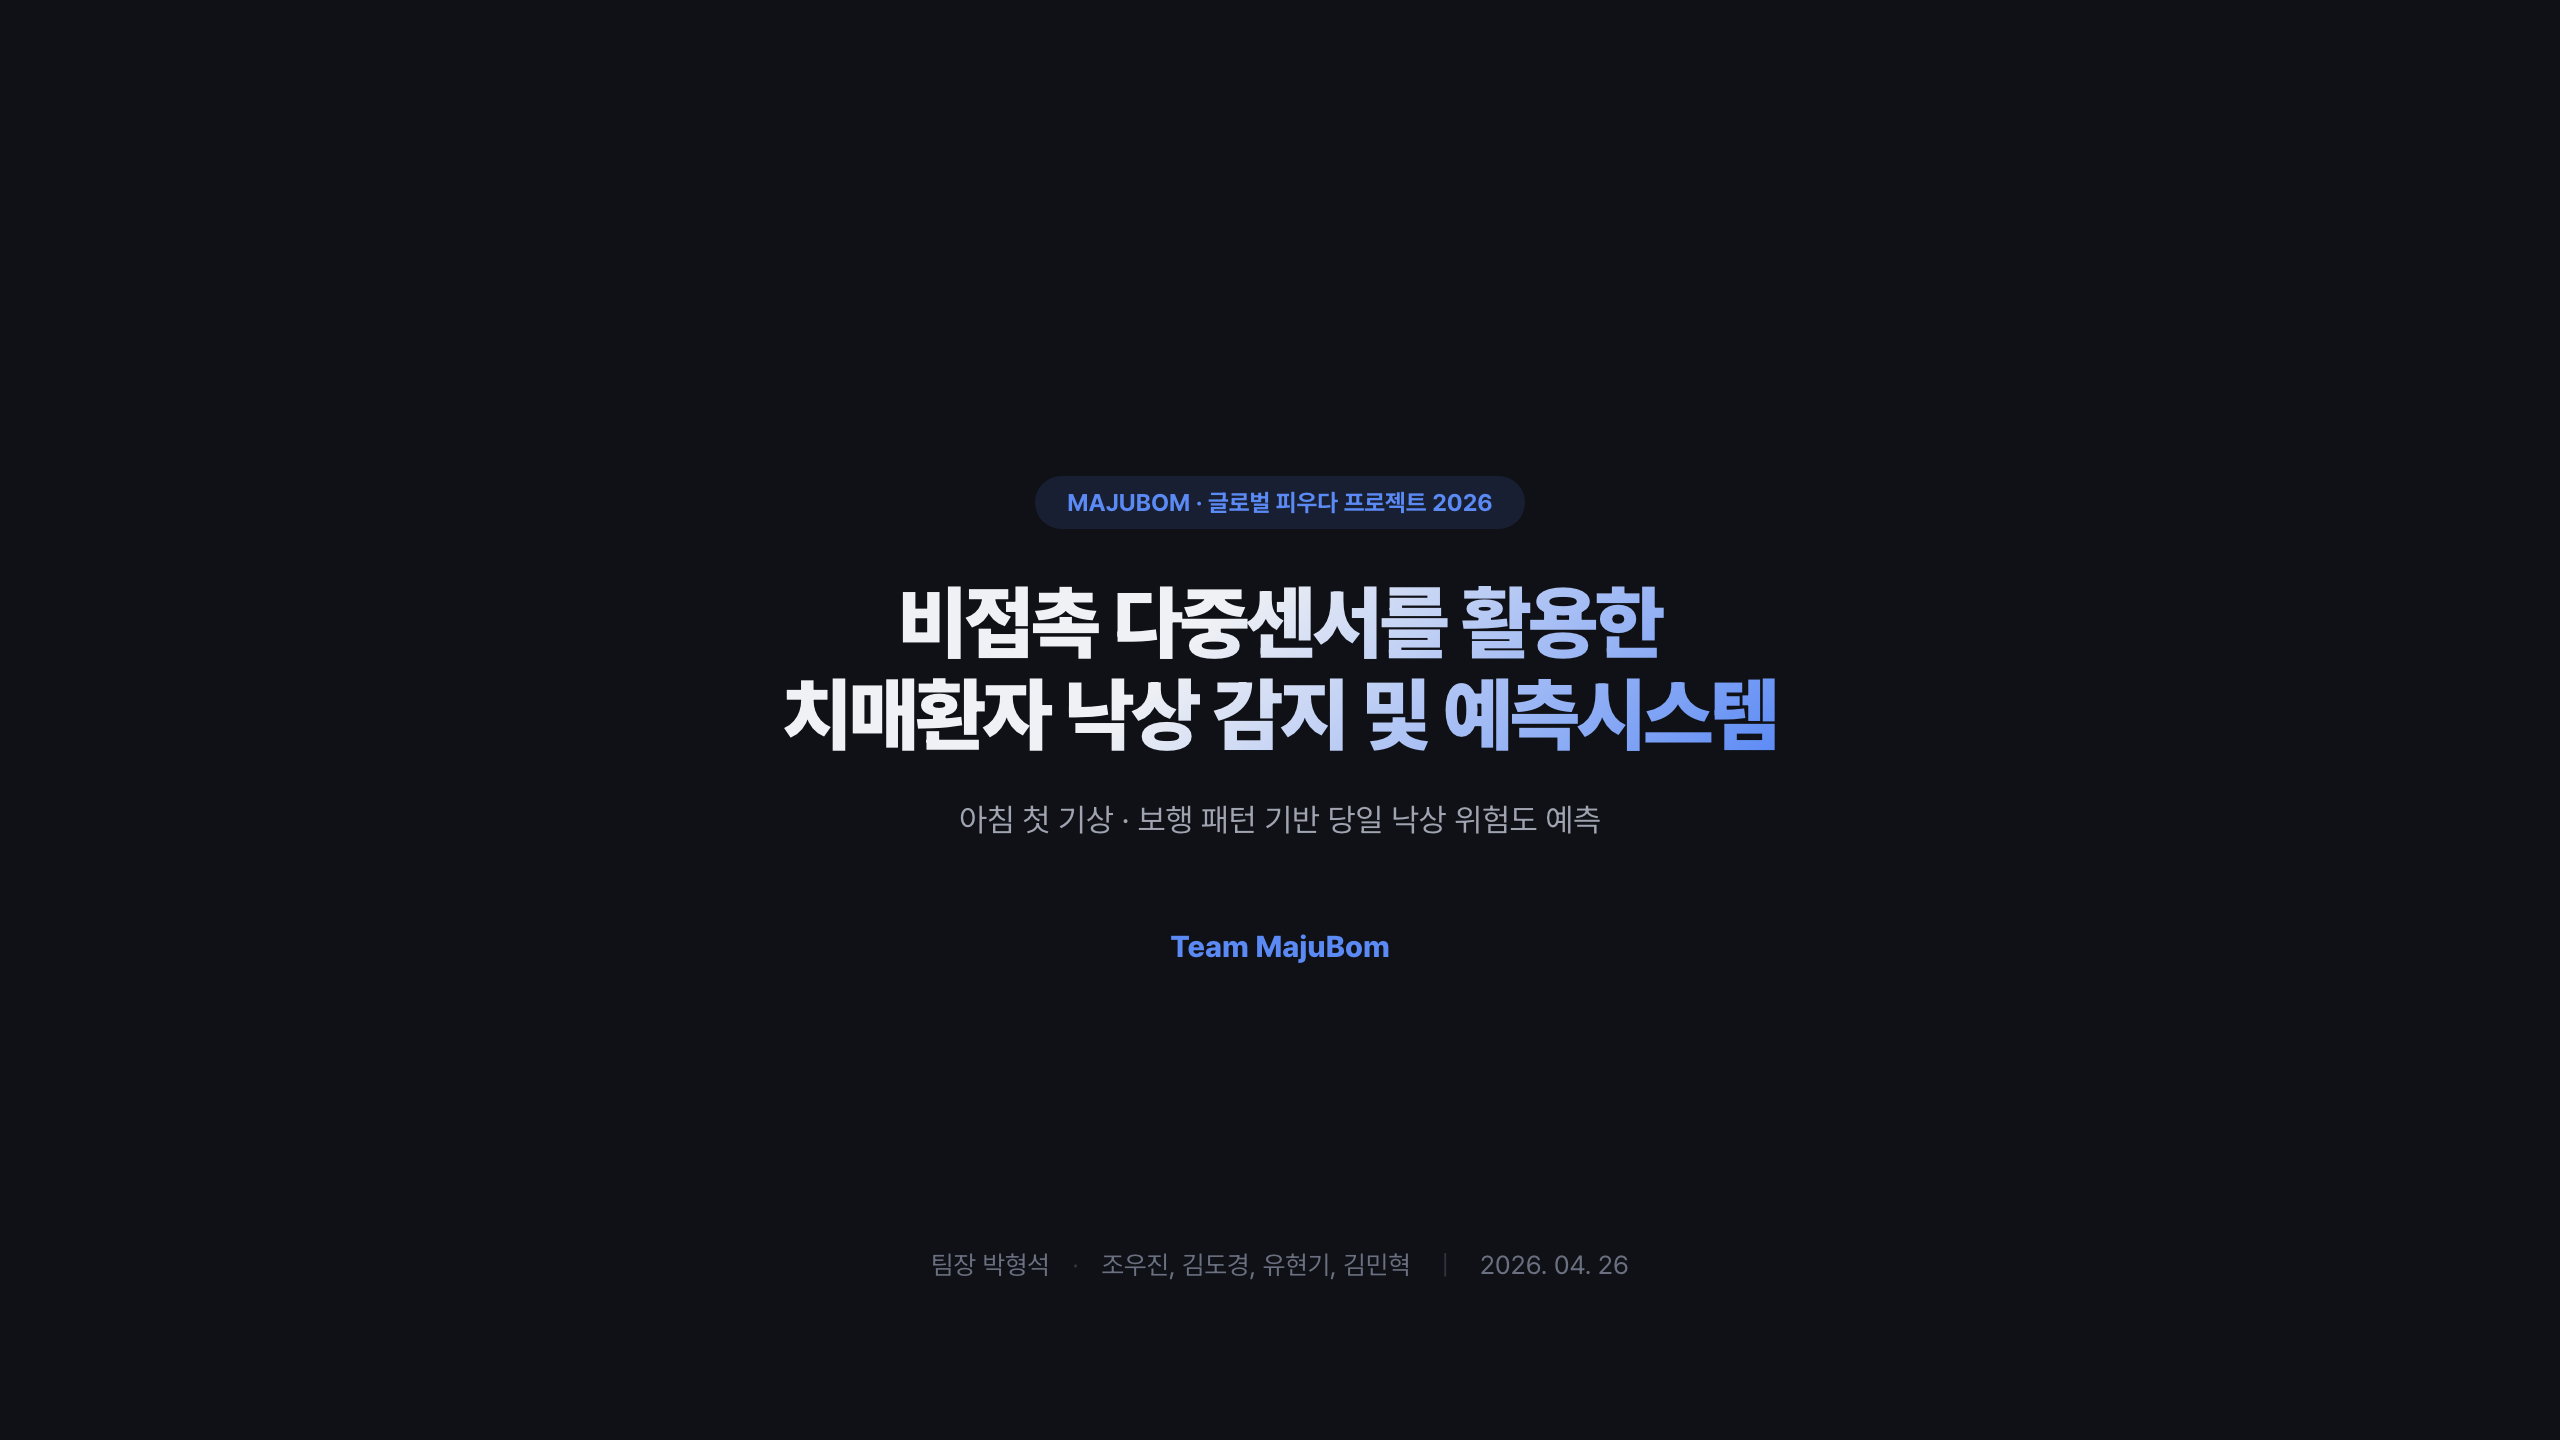 MAJUBOM · 글로벌 피우다 프로젝트 2026
비접촉 다중센서를 활용한
치매환자 낙상 감지 및 예측시스템
아침 첫 기상 · 보행 패턴 기반 당일 낙상 위험도 예측
Team MajuBom
팀장 박형석 · 조우진, 김도경, 유현기, 김민혁 | 2026. 04. 26